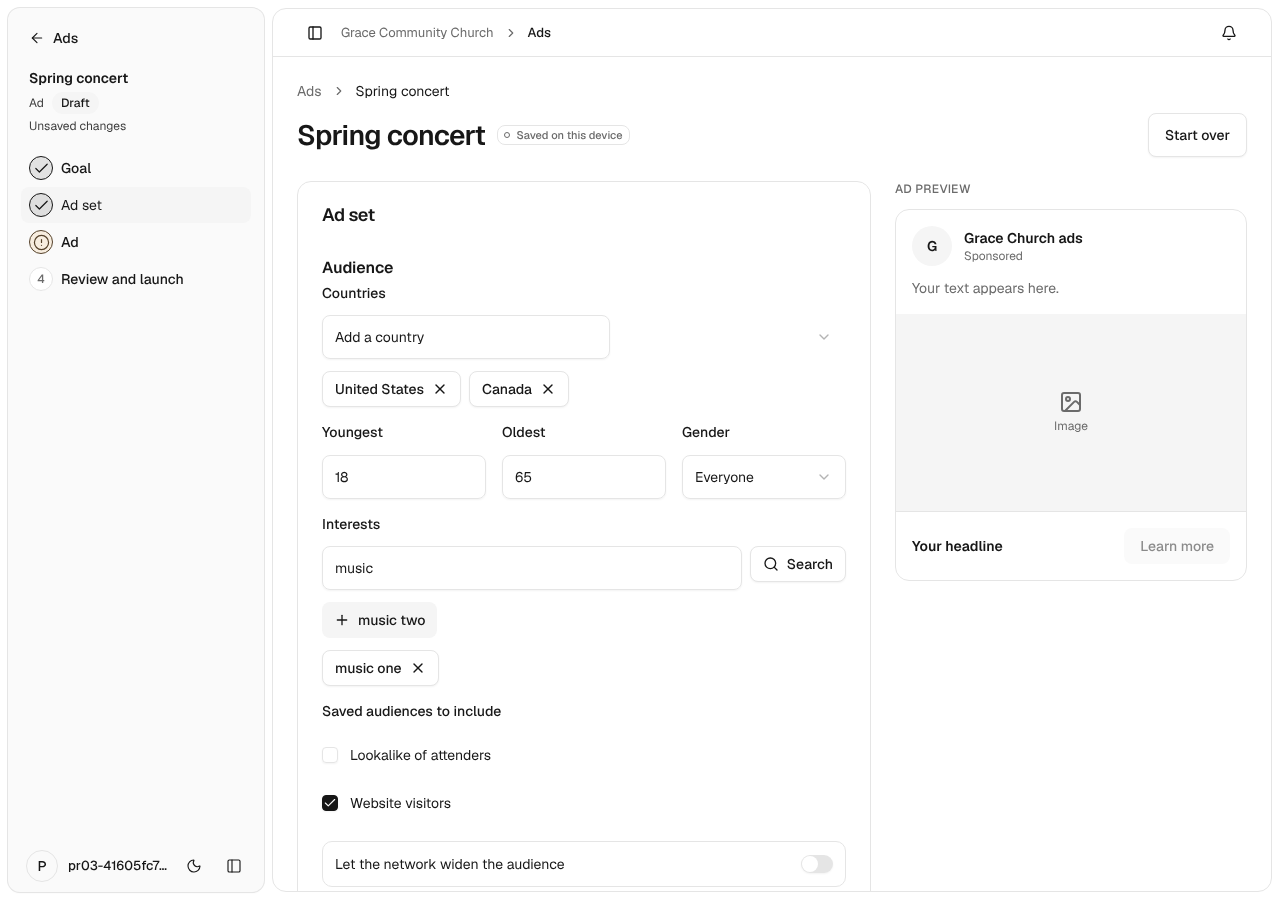 Ads
Spring concert
Ad Draft
Unsaved changes
Goal
Ad set
Ad
4 Review and launch
P pr03-41605fc7...
Grace Community Church Ads
Ads Spring concert
Spring concert Saved on this device
Start over
Ad set
Audience
Countries
Add a country
United States Canada
Youngest Oldest Gender
18 65 Everyone
Interests
music Search
music two
music one
Saved audiences to include
Lookalike of attenders
Website visitors
Let the network widen the audience
AD PREVIEW
G Grace Church ads
Sponsored
Your text appears here.
Image
Your headline Learn more